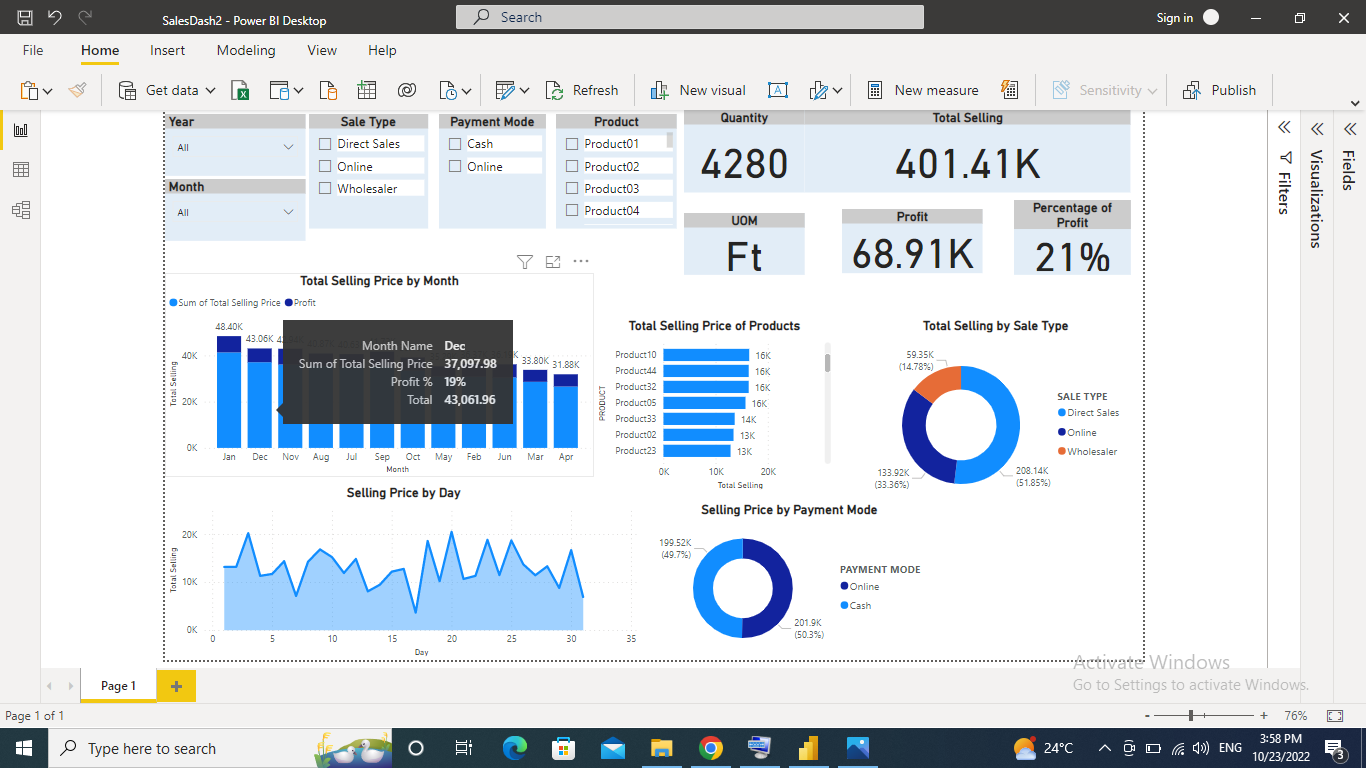 SalesDash2 - Power BI Desktop
Search
Sign in
File Home Insert Modeling View Help
Get data
Refresh
New visual
New measure
Sensitivity
Publish
Year
All
Month
All
Sale Type
Direct Sales
Online
Wholesaler
Payment Mode
Cash
Online
Product
Product01
Product02
Product03
Product04
Quantity
4280
Total Selling
401.41K
UOM
Ft
Profit
68.91K
Percentage of
Profit
21%
Filters
Visualizations
Fields
Total Selling Price by Month
Sum of Total Selling Price Profit
48.40K
43.06K
33.80K
31.88K
Total Selling
40K
20K
0K
Month Name Dec
Sum of Total Selling Price 37,097.98
Profit % 19%
Total 43,061.96
Jan Dec Nov Aug Jul Sep Oct May Feb Jun Mar Apr
Month
Total Selling Price of Products
PRODUCT
Product10 16K
Product44 16K
Product32 16K
Product05 16K
Product33 14K
Product02 13K
Product23 13K
0K 10K 20K
Total Selling
Total Selling by Sale Type
59.35K
(14.78%)
133.92K
(33.36%)
208.14K
(51.85%)
SALE TYPE
Direct Sales
Online
Wholesaler
Selling Price by Day
Total Selling
20K
10K
0K
0 5 10 15 20 25 30 35
Day
Selling Price by Payment Mode
199.52K
(49.7%)
201.9K
(50.3%)
PAYMENT MODE
Online
Cash
Activate Windows
Go to Settings to activate Windows.
Page 1
Page 1 of 1
76%
Type here to search
24°C
ENG
3:58 PM
10/23/2022
3